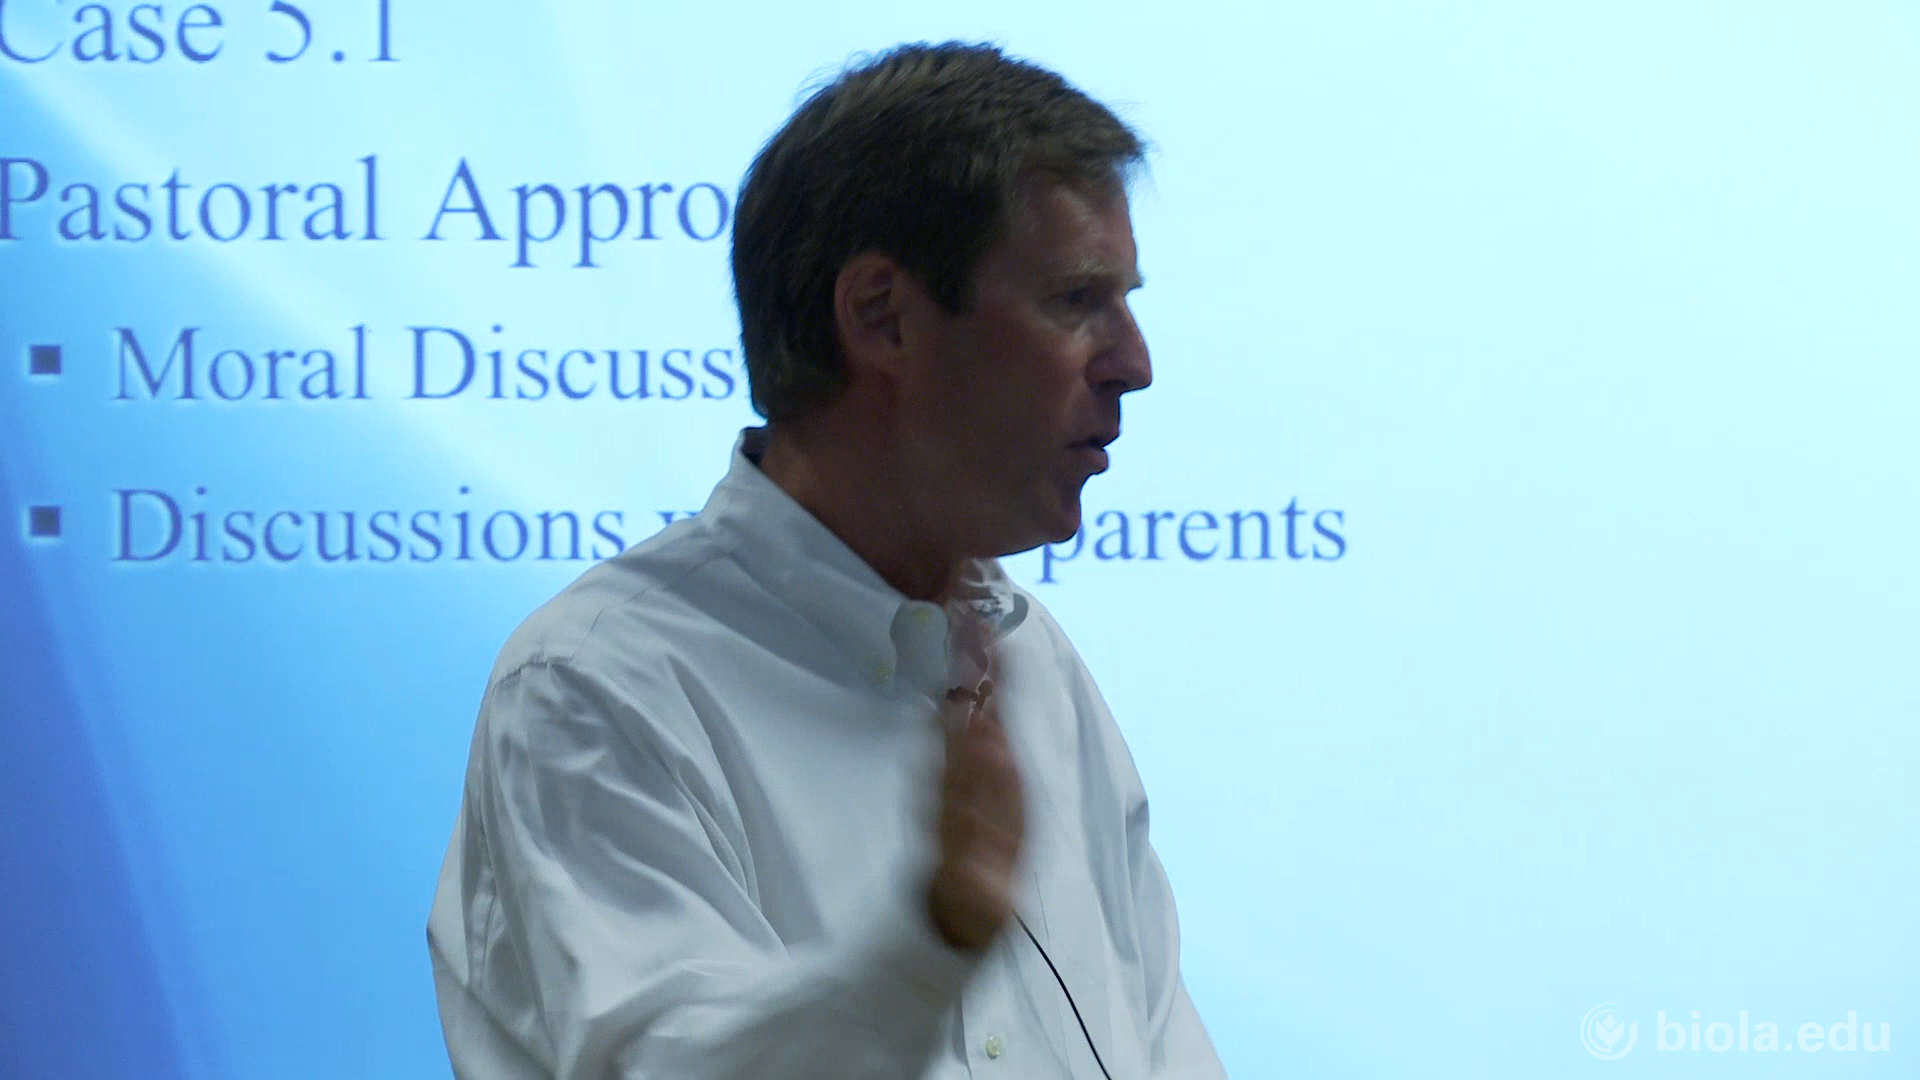 Case 5.1
Pastoral Appro
Moral Discuss
Discussions parents
biola.edu